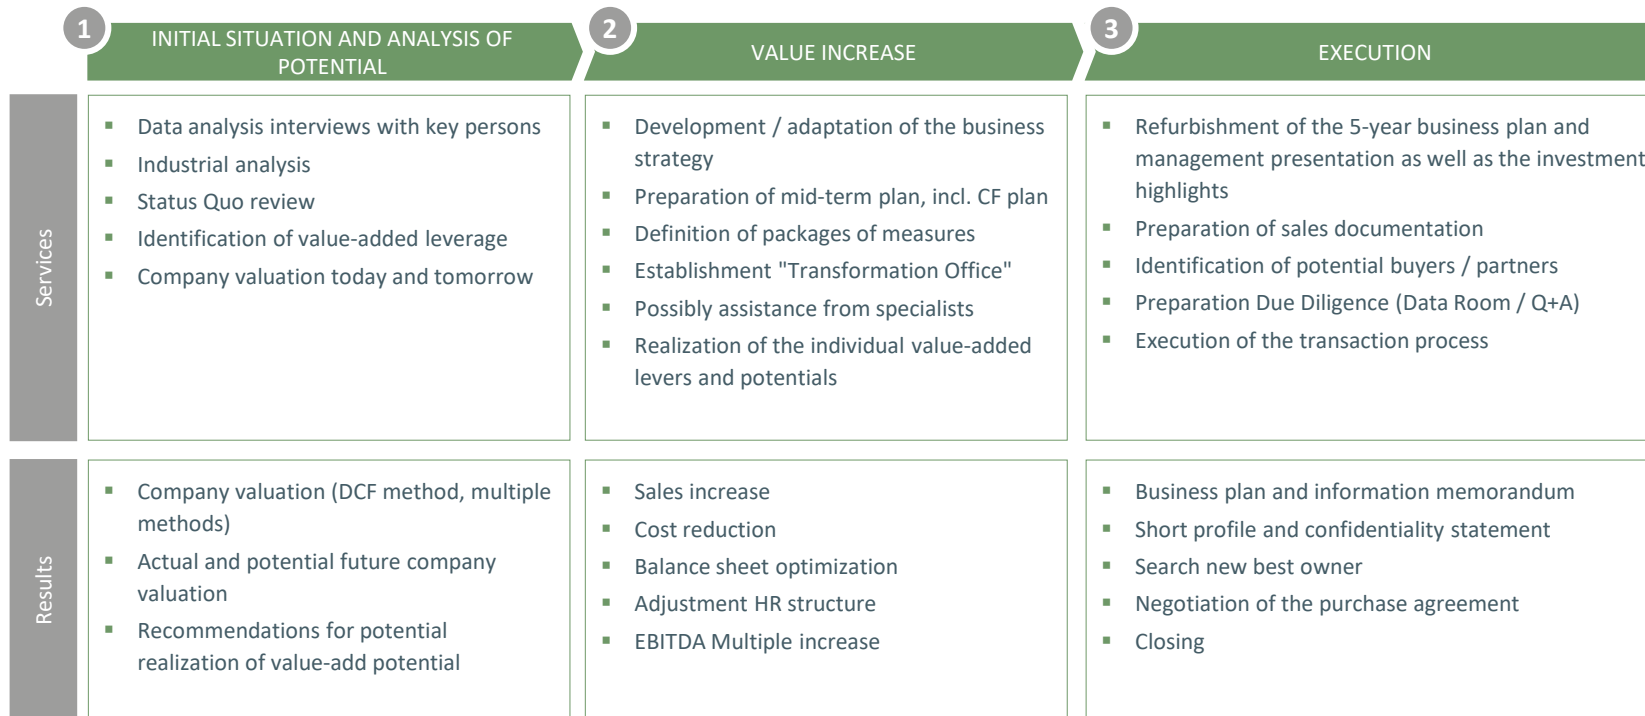 1
INITIAL SITUATION AND ANALYSIS OF
POTENTIAL
2
VALUE INCREASE
3
EXECUTION
Services
▪ Data analysis interviews with key persons
▪ Industrial analysis
▪ Status Quo review
▪ Identification of value-added leverage
▪ Company valuation today and tomorrow
▪ Development / adaptation of the business
strategy
▪ Preparation of mid-term plan, incl. CF plan
▪ Definition of packages of measures
▪ Establishment "Transformation Office"
▪ Possibly assistance from specialists
▪ Realization of the individual value-added
levers and potentials
▪ Refurbishment of the 5-year business plan and
management presentation as well as the investment
highlights
▪ Preparation of sales documentation
▪ Identification of potential buyers / partners
▪ Preparation Due Diligence (Data Room / Q+A)
▪ Execution of the transaction process
Results
▪ Company valuation (DCF method, multiple
methods)
▪ Actual and potential future company
valuation
▪ Recommendations for potential
realization of value-add potential
▪ Sales increase
▪ Cost reduction
▪ Balance sheet optimization
▪ Adjustment HR structure
▪ EBITDA Multiple increase
▪ Business plan and information memorandum
▪ Short profile and confidentiality statement
▪ Search new best owner
▪ Negotiation of the purchase agreement
▪ Closing